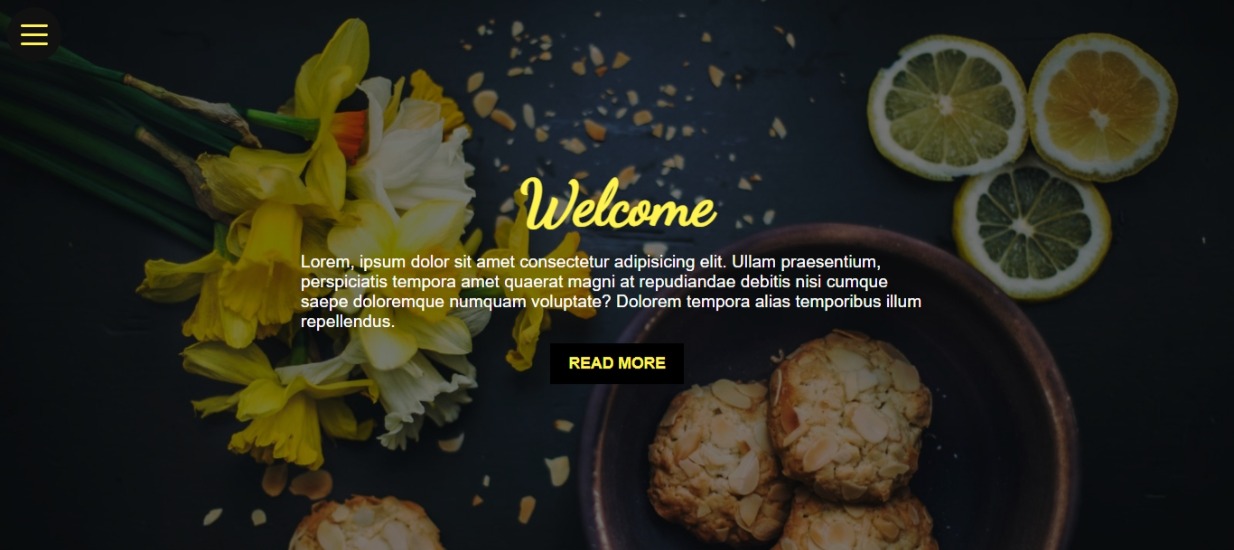 Welcome
Lorem, ipsum dolor sit amet consectetur adipisicing elit. Ullam praesentium,
perspiciatis tempora amet quaerat magni at repudiandae debitis nisi cumque
saepe doloremque numquam voluptate? Dolorem tempora alias temporibus illum
repellendus.
READ MORE